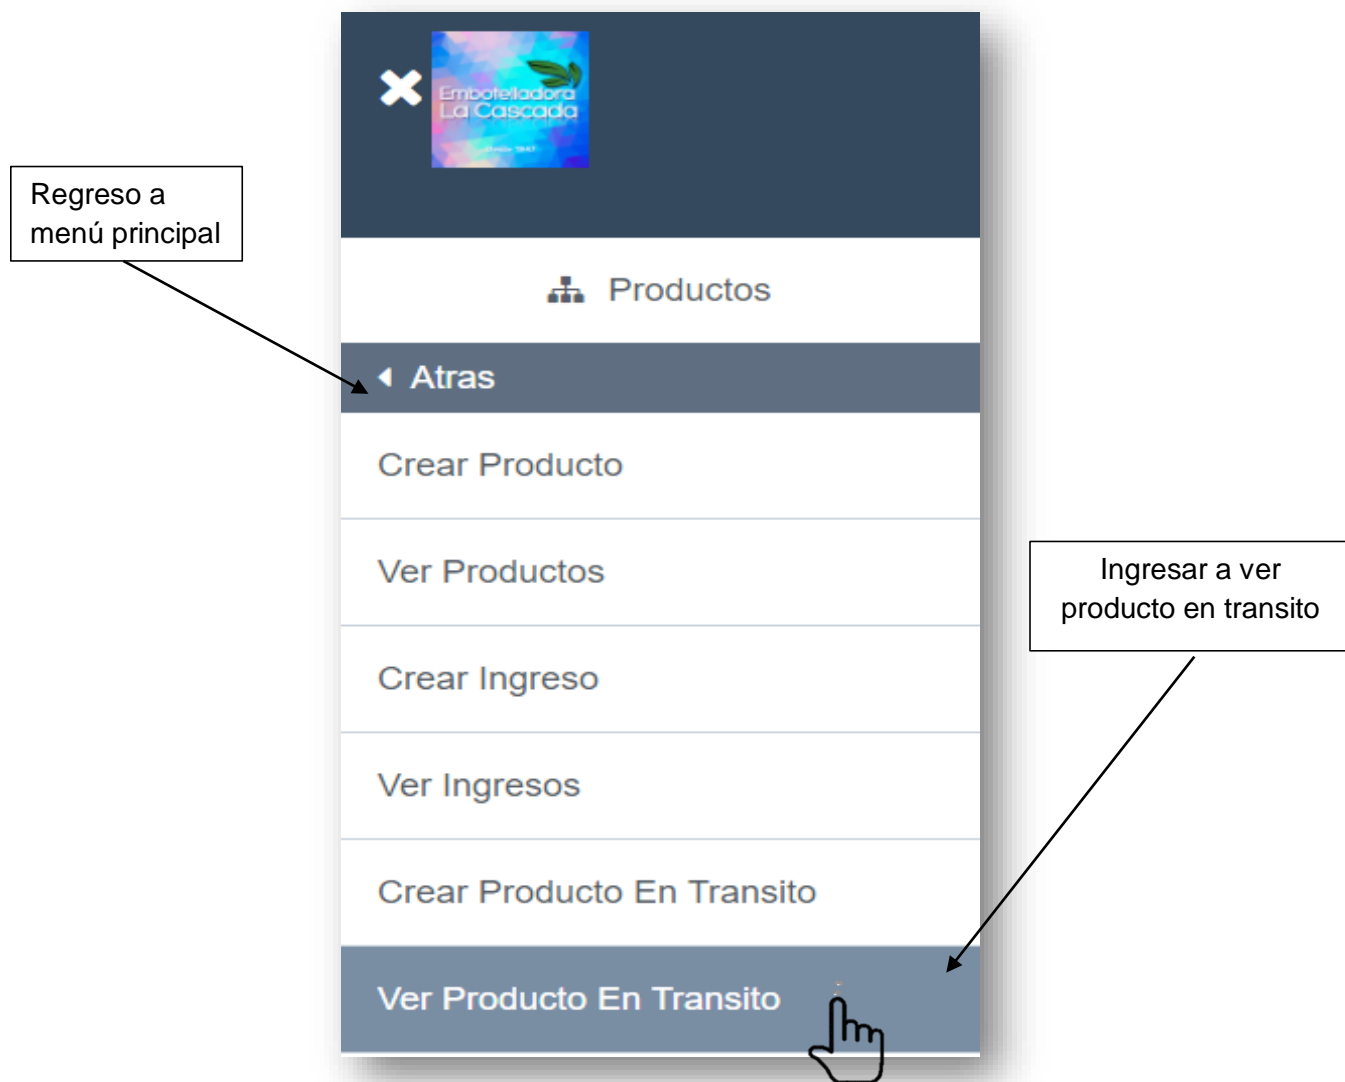 Embotelladora
La Cascada
Regreso a
menú principal
Productos
Atras
Crear Producto
Ver Productos
Crear Ingreso
Ver Ingresos
Crear Producto En Transito
Ver Producto En Transito
Ingresar a ver
producto en transito